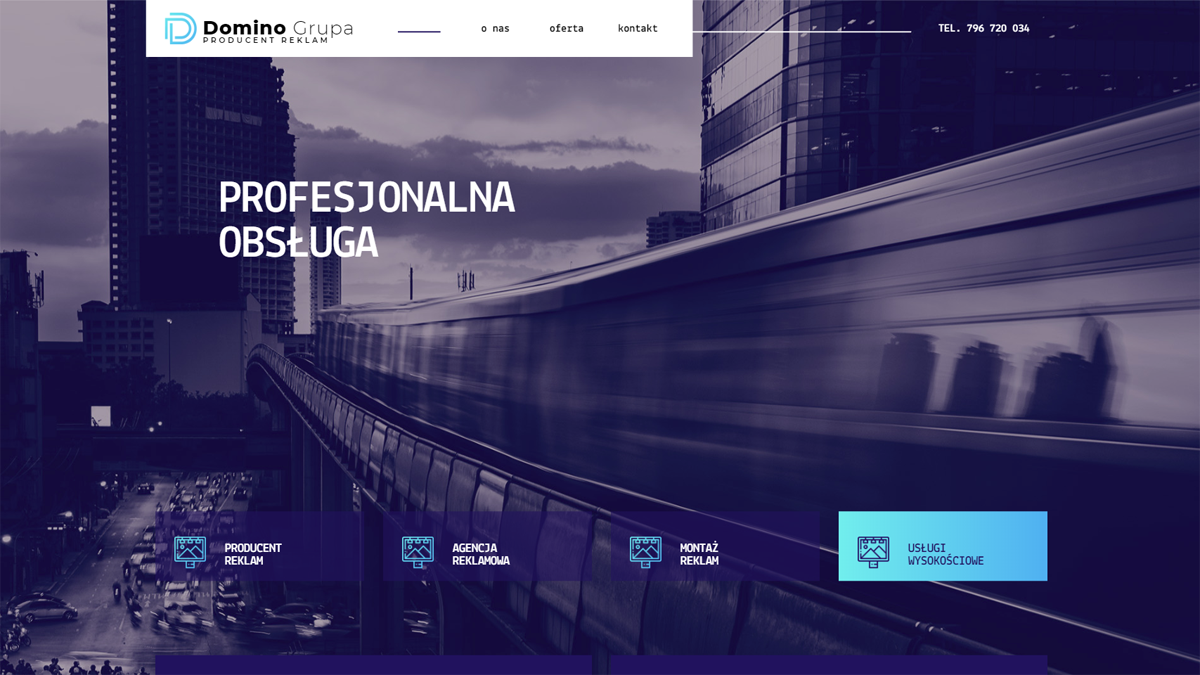 Domino Grupa
PRODUCENT REKLAM
o nas
oferta
kontakt
TEL. 796 720 034
PROFESJONALNA
OBSŁUGA
PRODUCENT
REKLAM
AGENCJA
REKLAMOWA
MONTAŻ
REKLAM
USŁUGI
WYSOKOŚCIOWE